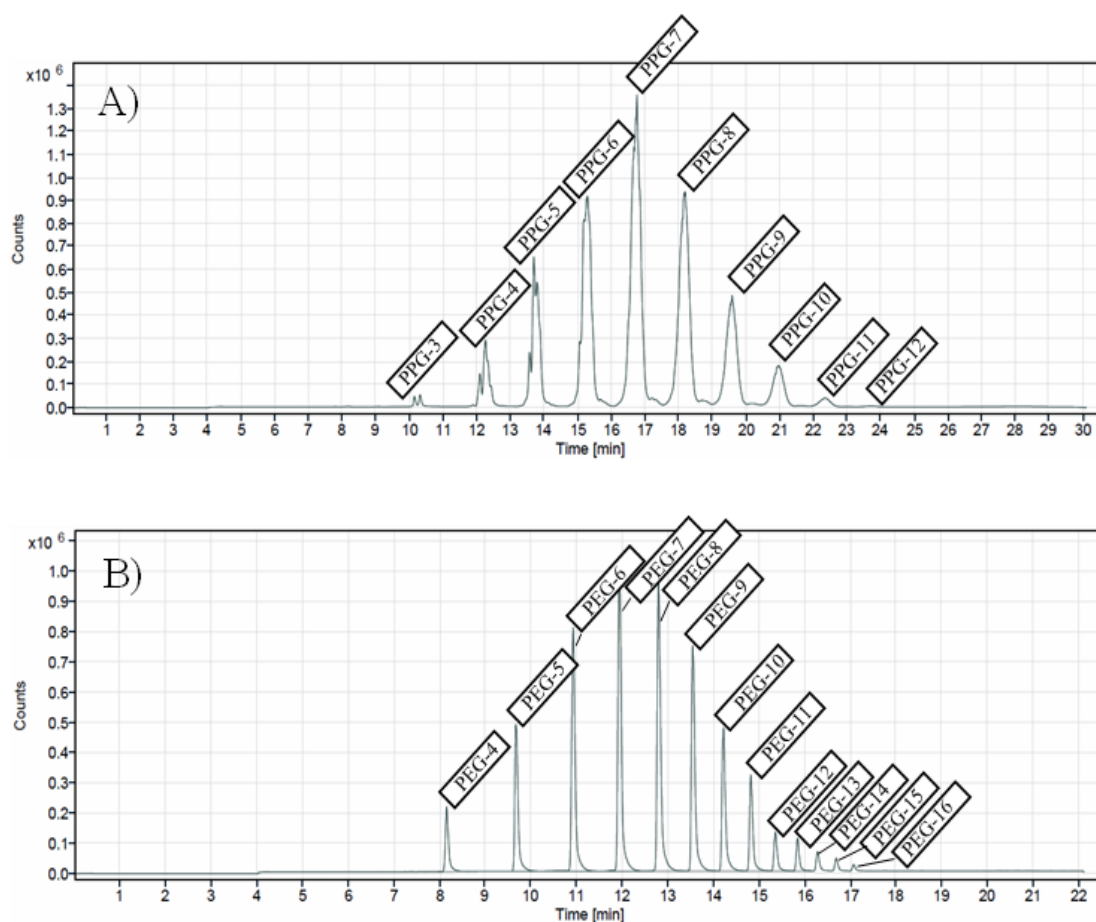 x10 6
A)
1.3
1.2
1.1
1.0
0.9
0.8
0.7
0.6
0.5
0.4
0.3
0.2
0.1
0.0
Counts
PPG-3
PPG-4
PPG-5
PPG-6
PPG-7
PPG-8
PPG-9
PPG-10
PPG-11
PPG-12
1 2 3 4 5 6 7 8 9 10 11 12 13 14 15 16 17 18 19 20 21 22 23 24 25 26 27 28 29 30
Time [min]
x10 6
B)
1.0
0.9
0.8
0.7
0.6
0.5
0.4
0.3
0.2
0.1
0.0
Counts
PEG-4
PEG-5
PEG-6
PEG-7
PEG-8
PEG-9
PEG-10
PEG-11
PEG-12
PEG-13
PEG-14
PEG-15
PEG-16
1 2 3 4 5 6 7 8 9 10 11 12 13 14 15 16 17 18 19 20 21 22
Time [min]